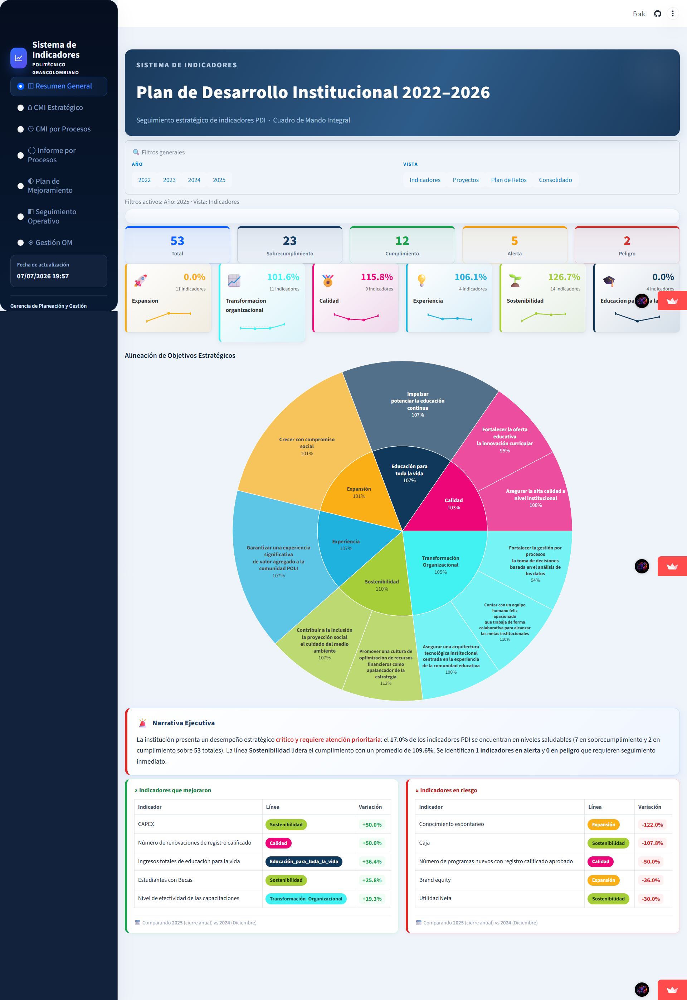 Fork
Sistema de
Indicadores
POLITÉCNICO
GRANCOLOMBIANO
Resumen General
CMI Estratégico
CMI por Procesos
Informe por
Procesos
Plan de
Mejoramiento
Seguimiento
Operativo
Gestión OM
Fecha de actualización
07/07/2026 19:57
Gerencia de Planeación y Gestión
SISTEMA DE INDICADORES
Plan de Desarrollo Institucional 2022–2026
Seguimiento estratégico de indicadores PDI · Cuadro de Mando Integral
Filtros generales
AÑO
2022 2023 2024 2025
VISTA
Indicadores Proyectos Plan de Retos Consolidado
Filtros activos: Año: 2025 · Vista: Indicadores
53
Total
23
Sobrecumplimiento
12
Cumplimiento
5
Alerta
2
Peligro
0.0%
11 indicadores
Expansion
101.6%
11 indicadores
Transformacion
organizacional
115.8%
9 indicadores
Calidad
106.1%
4 indicadores
Experiencia
126.7%
14 indicadores
Sostenibilidad
0.0%
4 indicadores
Educacion
Alineación de Objetivos Estratégicos
Impulsar
potenciar la educación
continua
107%
Fortalecer la oferta
educativa
la innovación curricular
95%
Crecer con compromiso
social
101%
Educación para
toda la vida
107%
Expansión
101%
Calidad
103%
Asegurar la alta calidad a
nivel institucional
108%
Garantizar una experiencia
significativa
de valor agregado a la
comunidad POLI
107%
Experiencia
107%
Transformación
Organizacional
105%
Fortalecer la gestión por
procesos
la toma de decisiones
basada en el análisis de
los datos
94%
Sostenibilidad
110%
Contar con un equipo
humano feliz
apasionado
que trabaja de forma
colaborativa para alcanzar
las metas institucionales
110%
Contribuir a la inclusión
la proyección social
el cuidado del medio
ambiente
107%
Promover una cultura de
optimización de recursos
financieros como
apalancador de la
estrategia
112%
Asegurar una arquitectura
tecnológica institucional
centrada en la experiencia
de la comunidad educativa
100%
Narrativa Ejecutiva
La institución presenta un desempeño estratégico crítico y requiere atención prioritaria: el 17.0% de los indicadores PDI se encuentran en niveles saludables (7 en sobrecumplimiento y 2 en
cumplimiento sobre 53 totales). La línea Sostenibilidad lidera el cumplimiento con un promedio de 109.6%. Se identifican 1 indicadores en alerta y 0 en peligro que requieren seguimiento
inmediato.
Indicadores que mejoraron
Indicador Línea Variación
CAPEX Sostenibilidad +50.0%
Número de renovaciones de registro calificado Calidad +50.0%
Ingresos totales de educación para la vida Educación_para_toda_la_vida +36.4%
Estudiantes con Becas Sostenibilidad +25.8%
Nivel de efectividad de las capacitaciones Transformación_Organizacional +19.3%
Comparando 2025 (cierre anual) vs 2024 (Diciembre)
Indicadores en riesgo
Indicador Línea Variación
Conocimiento espontaneo Expansión -122.0%
Caja Sostenibilidad -107.8%
Número de programas nuevos con registro calificado aprobado Calidad -50.0%
Brand equity Expansión -36.0%
Utilidad Neta Sostenibilidad -30.0%
Comparando 2025 (cierre anual) vs 2024 (Diciembre)